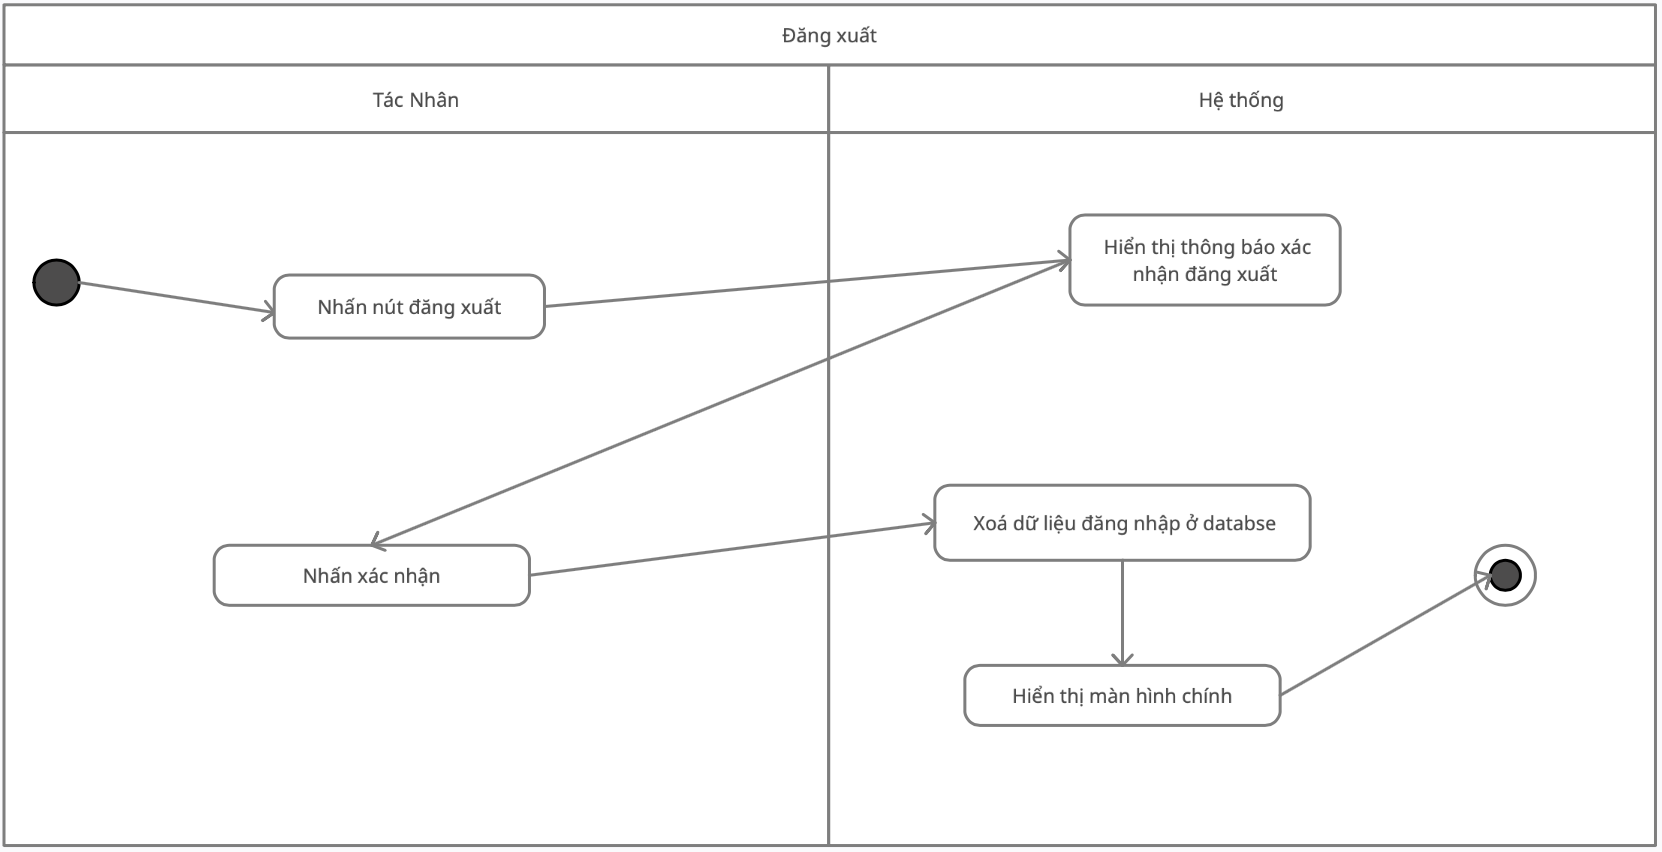 Đăng xuất
Tác Nhân
Hệ thống
Hiển thị thông báo xác
nhận đăng xuất
Nhấn nút đăng xuất
Xoá dữ liệu đăng nhập ở databse
Nhấn xác nhận
Hiển thị màn hình chính